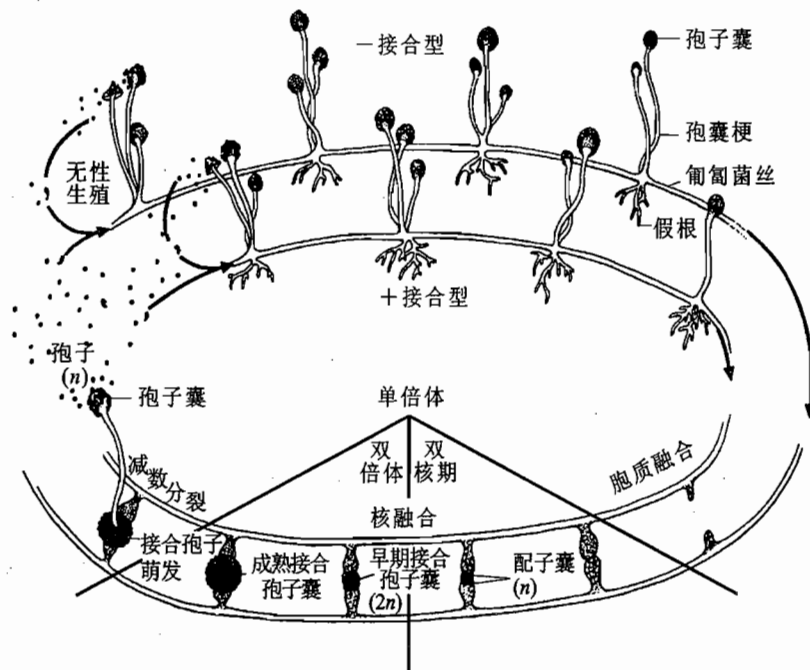 －接合型
孢子囊
孢囊梗
匍匐菌丝
假根
无性
生殖
＋接合型
孢子
(n)
孢子囊
单倍体
双
倍体
双
核期
减数分裂
胞质融合
核融合
接合孢子
萌发
成熟接合
孢子囊
早期接合
孢子囊
(2n)
配子囊
(n)